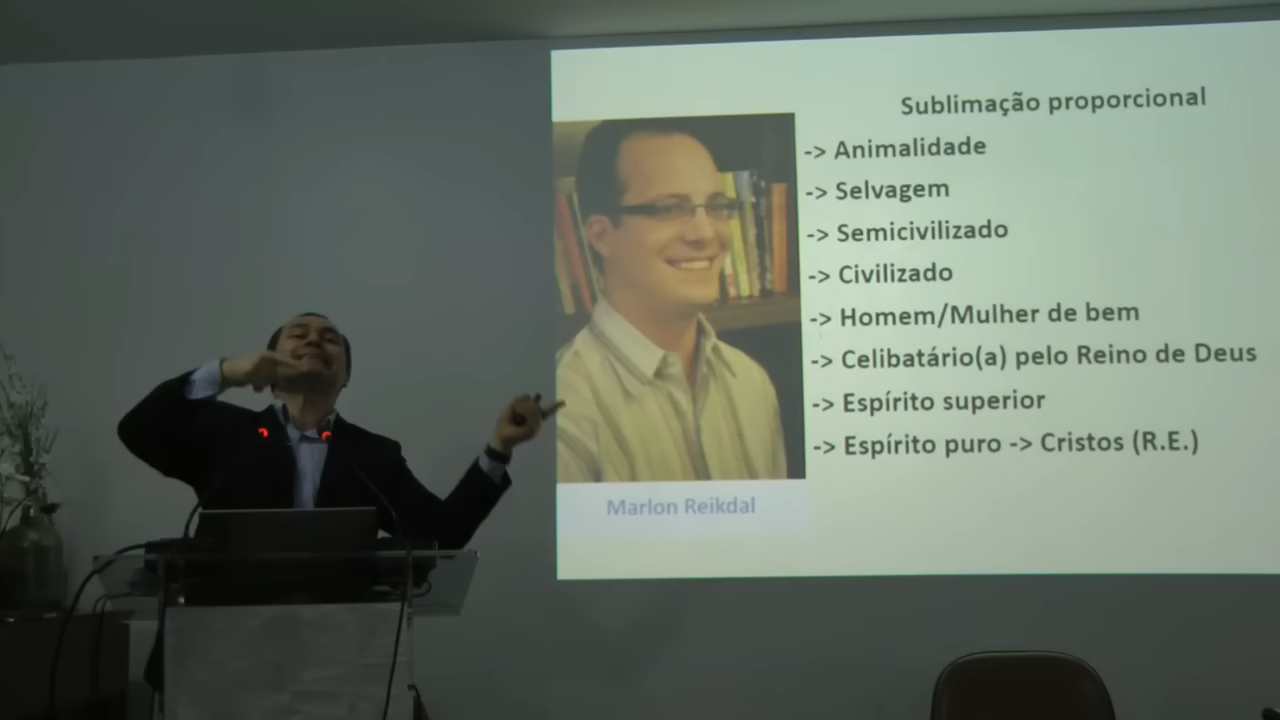 Sublimação proporcional
-> Animalidade
-> Selvagem
-> Semicivilizado
-> Civilizado
-> Homem/Mulher de bem
-> Celibatário(a) pelo Reino de Deus
-> Espírito superior
-> Espírito puro -> Cristos (R.E.)
Marlon Reikdal